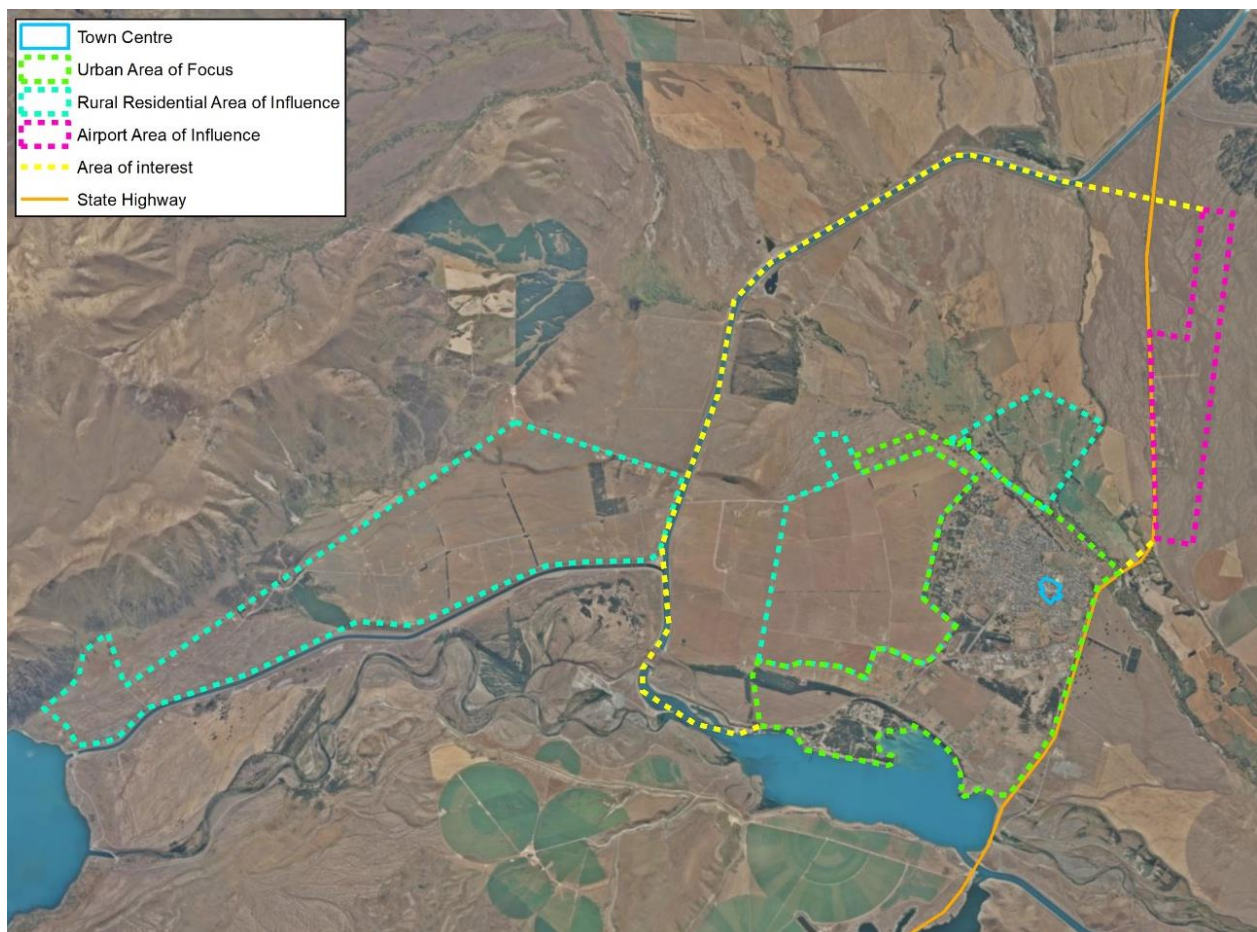 Town Centre
Urban Area of Focus
Rural Residential Area of Influence
Airport Area of Influence
Area of interest
State Highway